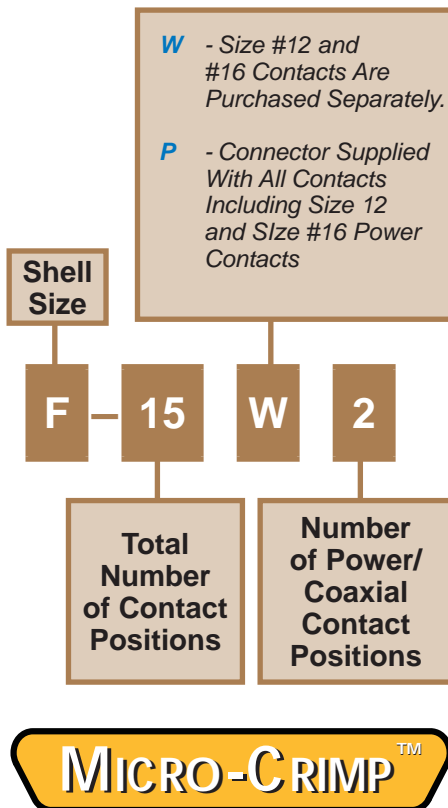 W - Size #12 and
#16 Contacts Are
Purchased Separately.
P - Connector Supplied
With All Contacts
Including Size 12
and SIze #16 Power
Contacts
Shell
Size
F – 15 W 2
Total
Number
of Contact
Positions
Number
of Power/
Coaxial
Contact
Positions
MICRO-CRIMP™